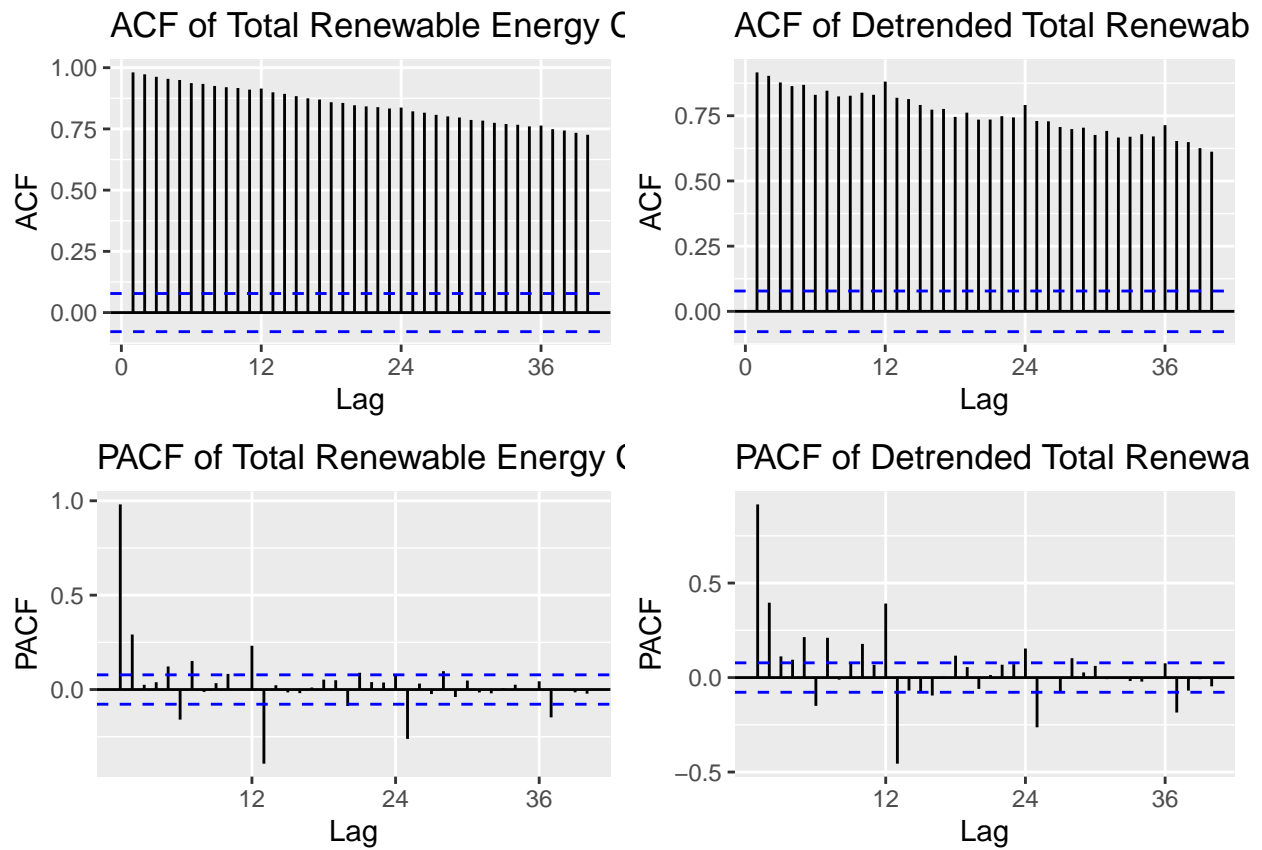 ACF of Total Renewable Energy C
ACF
1.00
0.75
0.50
0.25
0.00
0 12 24 36
Lag
ACF of Detrended Total Renewab
ACF
0.75
0.50
0.25
0.00
0 12 24 36
Lag
PACF of Total Renewable Energy C
PACF
1.0
0.5
0.0
12 24 36
Lag
PACF of Detrended Total Renewa
PACF
0.5
0.0
−0.5
12 24 36
Lag